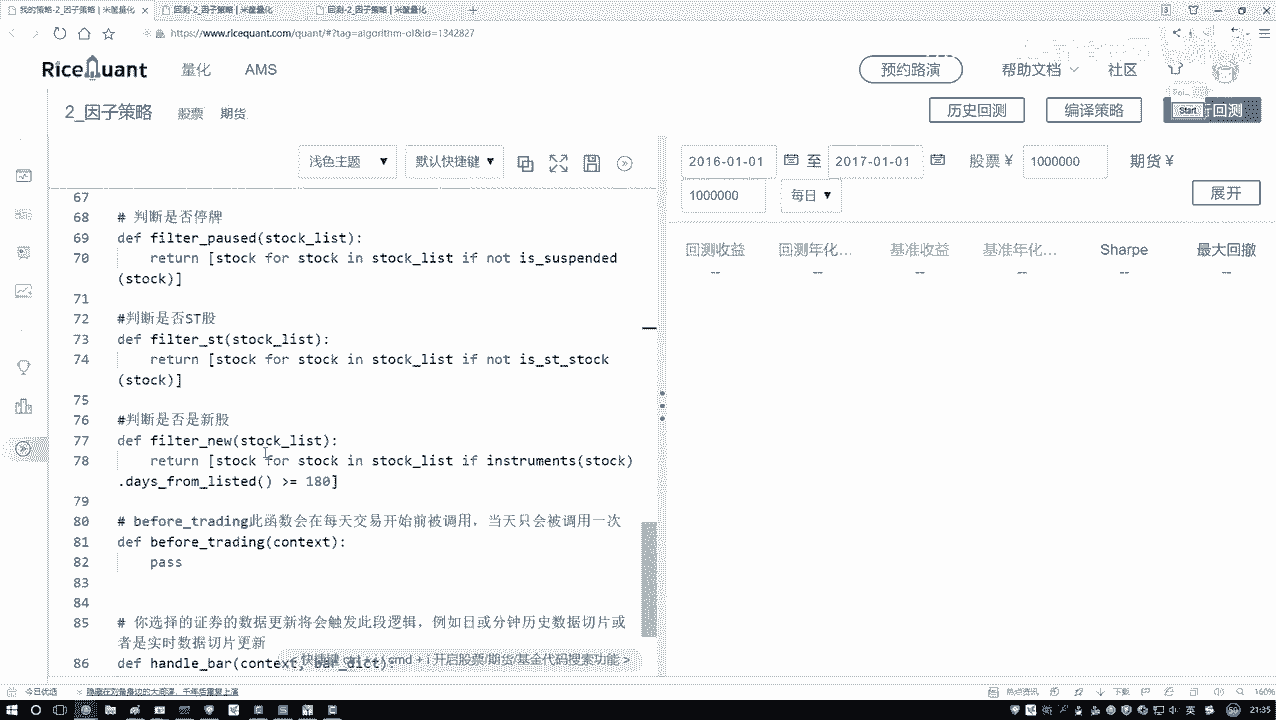 我的策略-2_因子策略 | 米筐量化
回测-2_因子策略 | 米筐量化
回测-2_因子策略 | 米筐量化
https://www.ricequant.com/quant/#?tag=algorithm-ol&id=1342827
RiceQuant 量化 AMS 预约路演 帮助文档 社区
2_因子策略 股票 期货 历史回测 编译策略 Start 回测
浅色主题 默认快捷键
2016-01-01 至 2017-01-01 股票 ¥ 1000000 期货 ¥
1000000 每日 展开
回测收益 回测年化... 基准收益 基准年化... Sharpe 最大回撤
-- -- -- -- -- --
67
68 # 判断是否停牌
69 def filter_paused(stock_list):
70 return [stock for stock in stock_list if not is_suspended
(stock)]
71
72 #判断是否ST股
73 def filter_st(stock_list):
74 return [stock for stock in stock_list if not is_st_stock
(stock)]
75
76 #判断是否是新股
77 def filter_new(stock_list):
78 return [stock for stock in stock_list if instruments(stock)
.days_from_listed() >= 180]
79
80 # before_trading此函数会在每天交易开始前被调用，当天只会被调用一次
81 def before_trading(context):
82 pass
83
84
85 # 你选择的证券的数据更新将会触发此段逻辑，例如日或分钟历史数据切片或
者是实时数据切片更新
86 def handle_bar(context, bar_dict):
cmd + i 开启股票/期货/基金代码搜索功能 >
今日优选
热点资讯 下载 160%
英 21:35